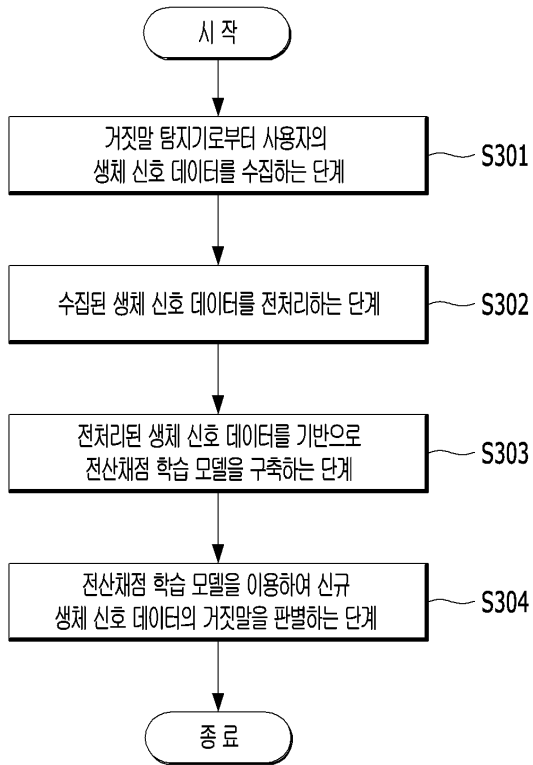 시 작
거짓말 탐지기로부터 사용자의
생체 신호 데이터를 수집하는 단계
S301
수집된 생체 신호 데이터를 전처리하는 단계
S302
전처리된 생체 신호 데이터를 기반으로
전산채점 학습 모델을 구축하는 단계
S303
전산채점 학습 모델을 이용하여 신규
생체 신호 데이터의 거짓말을 판별하는 단계
S304
종 료